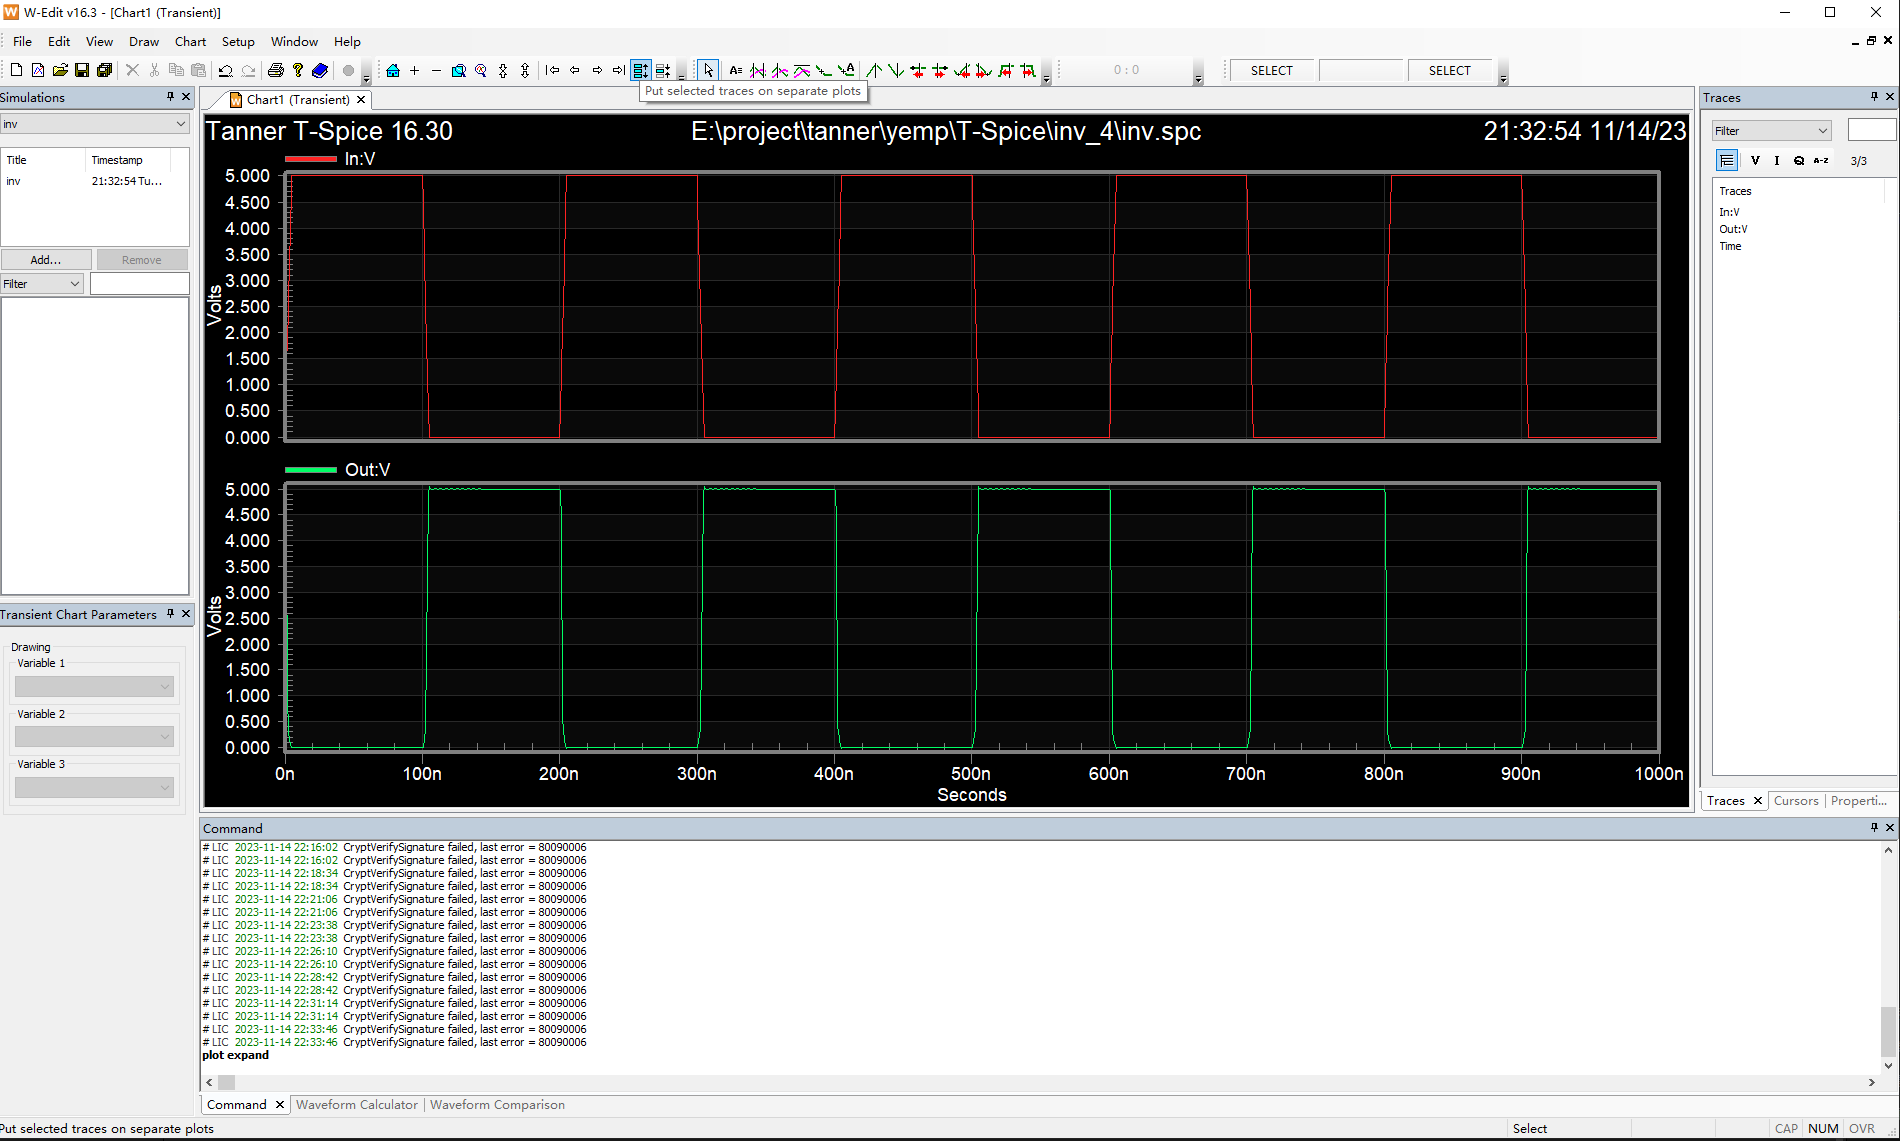 W-Edit v16.3 - [Chart1 (Transient)]
File Edit View Draw Chart Setup Window Help
0 : 0
SELECT SELECT
Put selected traces on separate plots
Simulations
inv
Title Timestamp
inv 21:32:54 Tu...
Add... Remove
Filter
Transient Chart Parameters
Drawing
Variable 1
Variable 2
Variable 3
Chart1 (Transient)
Tanner T-Spice 16.30 E:\project\tanner\yemp\T-Spice\inv_4\inv.spc 21:32:54 11/14/23
In:V
5.000
4.500
4.000
3.500
3.000
2.500
2.000
1.500
1.000
0.500
0.000
Volts
Out:V
5.000
4.500
4.000
3.500
3.000
2.500
2.000
1.500
1.000
0.500
0.000
Volts
0n 100n 200n 300n 400n 500n 600n 700n 800n 900n 1000n
Seconds
Traces
Filter
V I Q A-Z 3/3
Traces
In:V
Out:V
Time
Traces Cursors Properti...
Command
# LIC 2023-11-14 22:16:02 CryptVerifySignature failed, last error = 80090006
# LIC 2023-11-14 22:16:02 CryptVerifySignature failed, last error = 80090006
# LIC 2023-11-14 22:18:34 CryptVerifySignature failed, last error = 80090006
# LIC 2023-11-14 22:18:34 CryptVerifySignature failed, last error = 80090006
# LIC 2023-11-14 22:21:06 CryptVerifySignature failed, last error = 80090006
# LIC 2023-11-14 22:21:06 CryptVerifySignature failed, last error = 80090006
# LIC 2023-11-14 22:23:38 CryptVerifySignature failed, last error = 80090006
# LIC 2023-11-14 22:23:38 CryptVerifySignature failed, last error = 80090006
# LIC 2023-11-14 22:26:10 CryptVerifySignature failed, last error = 80090006
# LIC 2023-11-14 22:26:10 CryptVerifySignature failed, last error = 80090006
# LIC 2023-11-14 22:28:42 CryptVerifySignature failed, last error = 80090006
# LIC 2023-11-14 22:28:42 CryptVerifySignature failed, last error = 80090006
# LIC 2023-11-14 22:31:14 CryptVerifySignature failed, last error = 80090006
# LIC 2023-11-14 22:31:14 CryptVerifySignature failed, last error = 80090006
# LIC 2023-11-14 22:33:46 CryptVerifySignature failed, last error = 80090006
# LIC 2023-11-14 22:33:46 CryptVerifySignature failed, last error = 80090006
plot expand
Command Waveform Calculator Waveform Comparison
Put selected traces on separate plots Select CAP NUM OVR